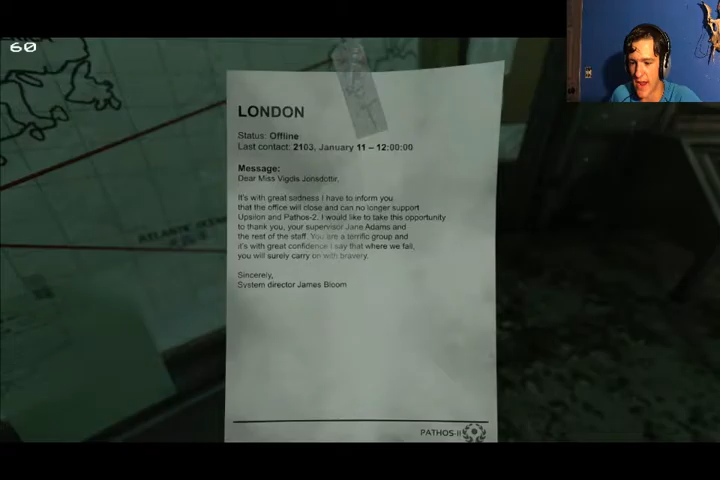 60
LONDON
Status: Offline
Last contact: 2103, January 11 – 12:00:00
Message:
Dear Miss Vigdis Jonsdottir,
It's with great sadness I have to inform you
that the office will close and can no longer support
Upsilon and Pathos-2. I would like to take this opportunity
to thank you, your supervisor Jane Adams and
the rest of the staff. You are a terrific group and
it's with great confidence I say that where we fail,
you will surely carry on with bravery.
Sincerely,
System director James Bloom
PATHOS-II